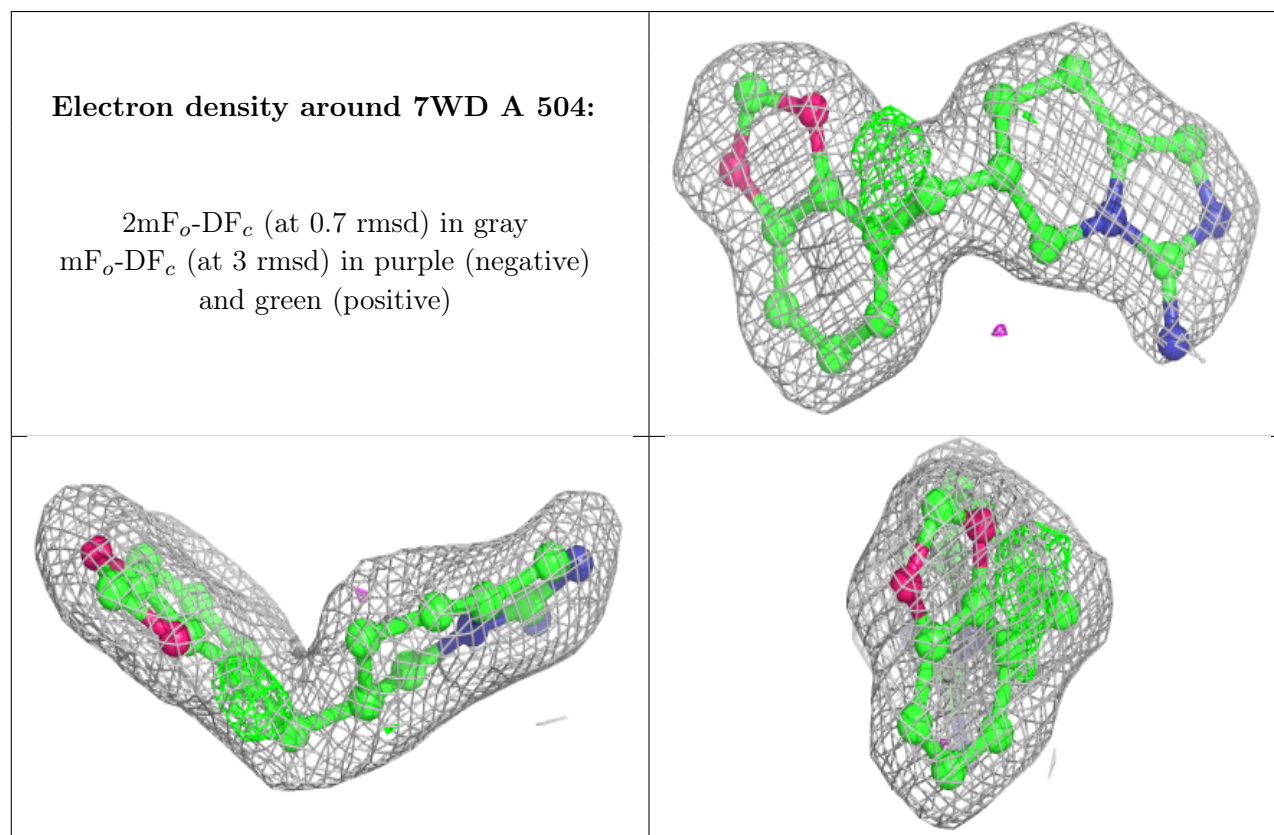 Electron density around 7WD A 504:
2mFo-DFc (at 0.7 rmsd) in gray
mFo-DFc (at 3 rmsd) in purple (negative)
and green (positive)